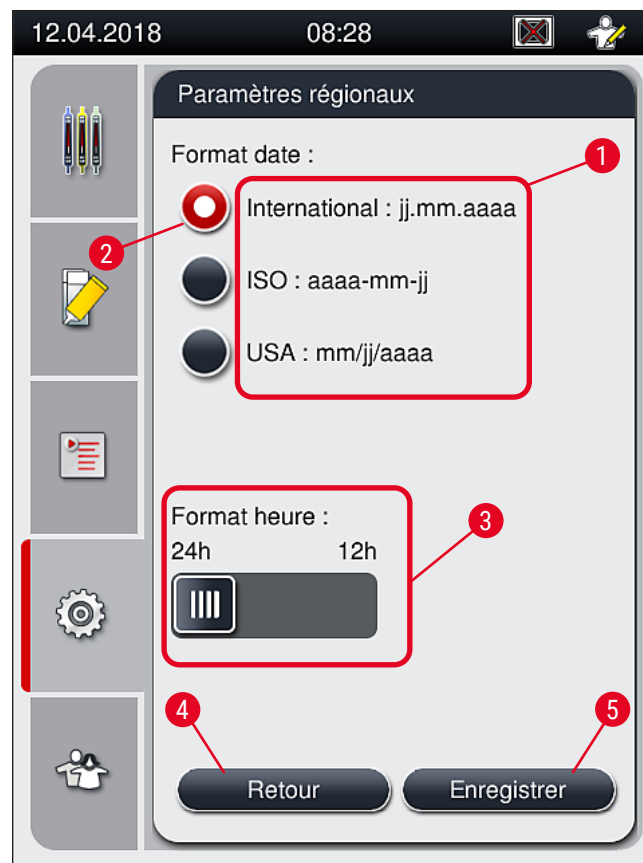 12.04.2018 08:28
Paramètres régionaux
Format date :
1
International : jj.mm.aaaa
2
ISO : aaaa-mm-jj
USA : mm/jj/aaaa
Format heure :
3
24h 12h
4
5
Retour Enregistrer